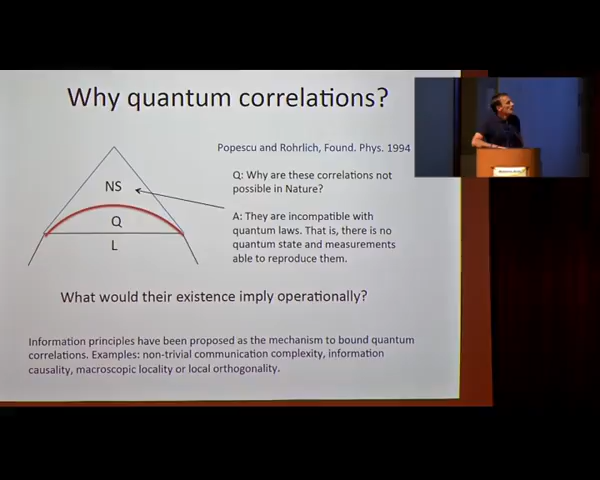 Why quantum correlations?
Popescu and Rohrlich, Found. Phys. 1994
Q: Why are these correlations not
possible in Nature?
NS
A: They are incompatible with
quantum laws. That is, there is no
quantum state and measurements
able to reproduce them.
Q
L
What would their existence imply operationally?
Information principles have been proposed as the mechanism to bound quantum
correlations. Examples: non-trivial communication complexity, information
causality, macroscopic locality or local orthogonality.